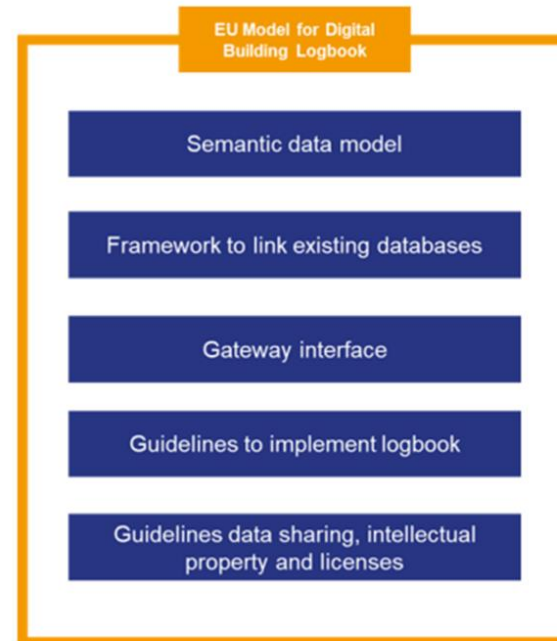 EU Model for Digital
Building Logbook
Semantic data model
Framework to link existing databases
Gateway interface
Guidelines to implement logbook
Guidelines data sharing, intellectual
property and licenses